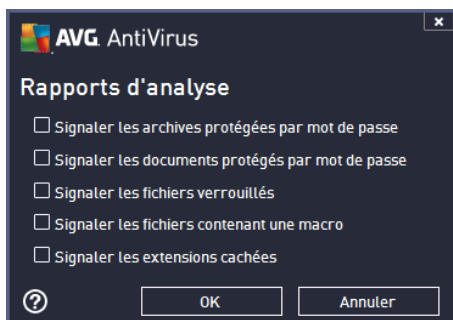 AVG AntiVirus
Rapports d'analyse
Signaler les archives protégées par mot de passe
Signaler les documents protégés par mot de passe
Signaler les fichiers verrouillés
Signaler les fichiers contenant une macro
Signaler les extensions cachées
? OK Annuler